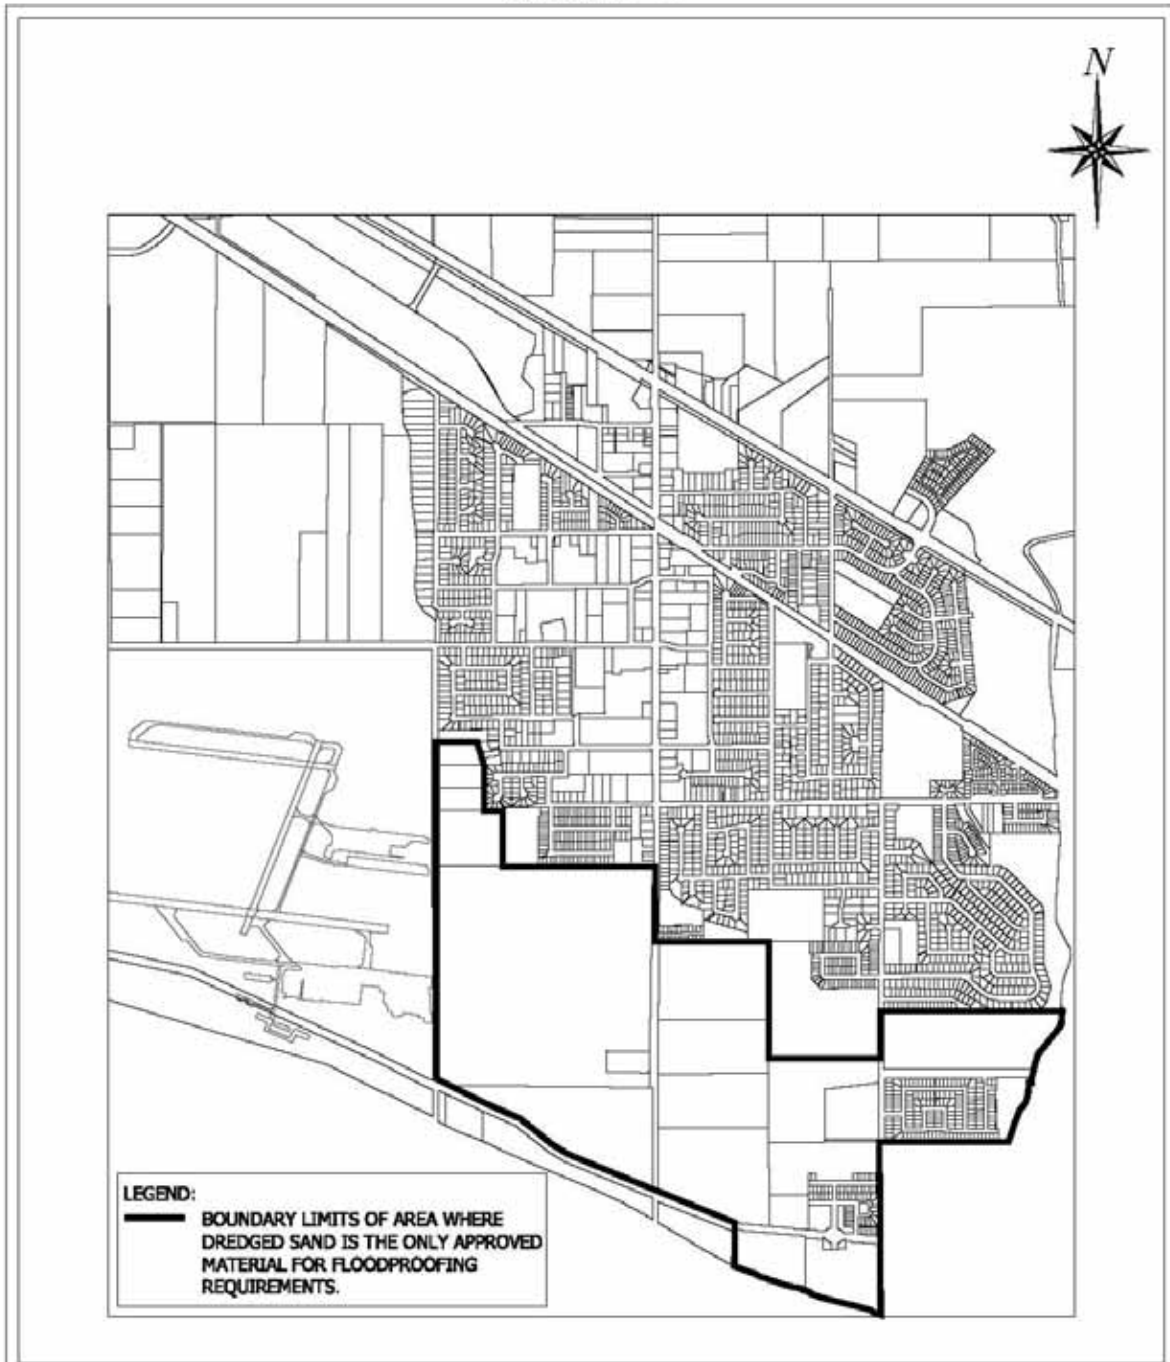 N
LEGEND:
BOUNDARY LIMITS OF AREA WHERE
DREDGED SAND IS THE ONLY APPROVED
MATERIAL FOR FLOODPROOFING
REQUIREMENTS.